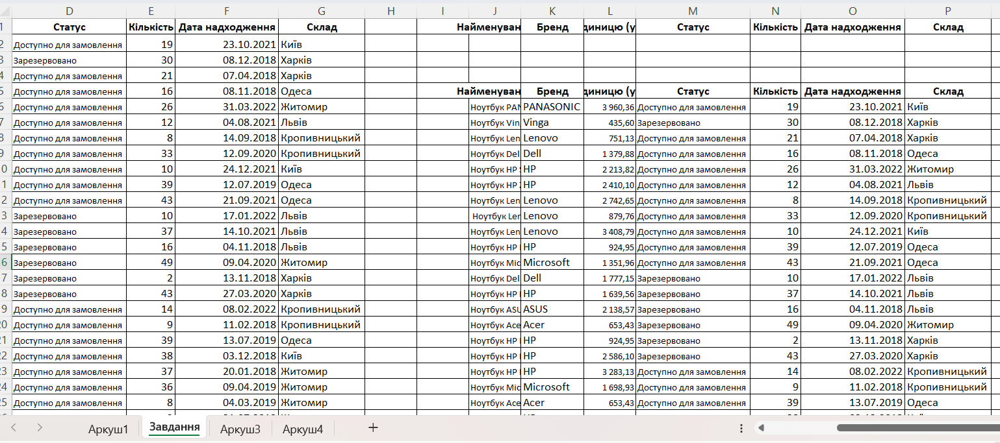 D E F G H I J K L M N O P
1 Статус Кількість Дата надходження Склад Найменуван Бренд диницю (у Статус Кількість Дата надходження Склад
2 Доступно для замовлення 19 23.10.2021 Київ
3 Зарезервовано 30 08.12.2018 Харків
4 Доступно для замовлення 21 07.04.2018 Харків
5 Доступно для замовлення 16 08.11.2018 Одеса Найменуван Бренд диницю (у Статус Кількість Дата надходження Склад
6 Доступно для замовлення 26 31.03.2022 Житомир Ноутбук PAN PANASONIC 3 960,36 Доступно для замовлення 19 23.10.2021 Київ
7 Доступно для замовлення 12 04.08.2021 Львів Ноутбук Vin Vinga 435,60 Зарезервовано 30 08.12.2018 Харків
8 Доступно для замовлення 8 14.09.2018 Кропивницький Ноутбук Len Lenovo 751,13 Доступно для замовлення 21 07.04.2018 Харків
9 Доступно для замовлення 33 12.09.2020 Кропивницький Ноутбук Del Dell 1 379,88 Доступно для замовлення 16 08.11.2018 Одеса
0 Доступно для замовлення 10 24.12.2021 Київ Ноутбук HP HP 2 213,82 Доступно для замовлення 26 31.03.2022 Житомир
1 Доступно для замовлення 39 12.07.2019 Одеса Ноутбук HP HP 2 410,10 Доступно для замовлення 12 04.08.2021 Львів
2 Доступно для замовлення 43 21.09.2021 Одеса Ноутбук Len Lenovo 2 742,65 Доступно для замовлення 8 14.09.2018 Кропивницький
3 Зарезервовано 10 17.01.2022 Львів Ноутбук Ler Lenovo 879,76 Доступно для замовлення 33 12.09.2020 Кропивницький
4 Зарезервовано 37 14.10.2021 Львів Ноутбук Len Lenovo 3 408,79 Доступно для замовлення 10 24.12.2021 Київ
5 Зарезервовано 16 04.11.2018 Львів Ноутбук HP HP 924,95 Доступно для замовлення 39 12.07.2019 Одеса
6 Зарезервовано 49 09.04.2020 Житомир Ноутбук Mic Microsoft 1 351,96 Доступно для замовлення 43 21.09.2021 Одеса
7 Зарезервовано 2 13.11.2018 Харків Ноутбук Del Dell 1 777,15 Зарезервовано 10 17.01.2022 Львів
8 Зарезервовано 43 27.03.2020 Харків Ноутбук HP HP 1 639,56 Зарезервовано 37 14.10.2021 Львів
9 Доступно для замовлення 14 08.02.2022 Кропивницький Ноутбук ASU ASUS 2 138,57 Зарезервовано 16 04.11.2018 Львів
20 Доступно для замовлення 9 11.02.2018 Кропивницький Ноутбук Ace Acer 653,43 Зарезервовано 49 09.04.2020 Житомир
21 Доступно для замовлення 39 13.07.2019 Одеса Ноутбук HP HP 924,95 Зарезервовано 2 13.11.2018 Харків
22 Доступно для замовлення 38 03.12.2018 Київ Ноутбук HP HP 2 586,10 Зарезервовано 43 27.03.2020 Харків
23 Доступно для замовлення 37 20.01.2018 Житомир Ноутбук HP HP 3 283,13 Доступно для замовлення 14 08.02.2022 Кропивницький
24 Доступно для замовлення 36 09.04.2019 Житомир Ноутбук Mic Microsoft 1 698,93 Доступно для замовлення 9 11.02.2018 Кропивницький
25 Доступно для замовлення 8 04.03.2019 Житомир Ноутбук Ace Acer 653,43 Доступно для замовлення 39 13.07.2019 Одеса
Аркуш1 Завдання Аркуш3 Аркуш4